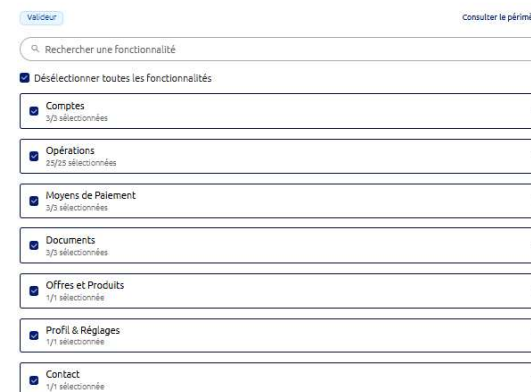 Valideur
Consulter le périm
Rechercher une fonctionnalité
Désélectionner toutes les fonctionnalités
Comptes
3/3 sélectionnées
Opérations
25/25 sélectionnées
Moyens de Paiement
3/3 sélectionnées
Documents
3/3 sélectionnées
Offres et Produits
1/1 sélectionnée
Profil & Réglages
1/1 sélectionnée
Contact
1/1 sélectionnée